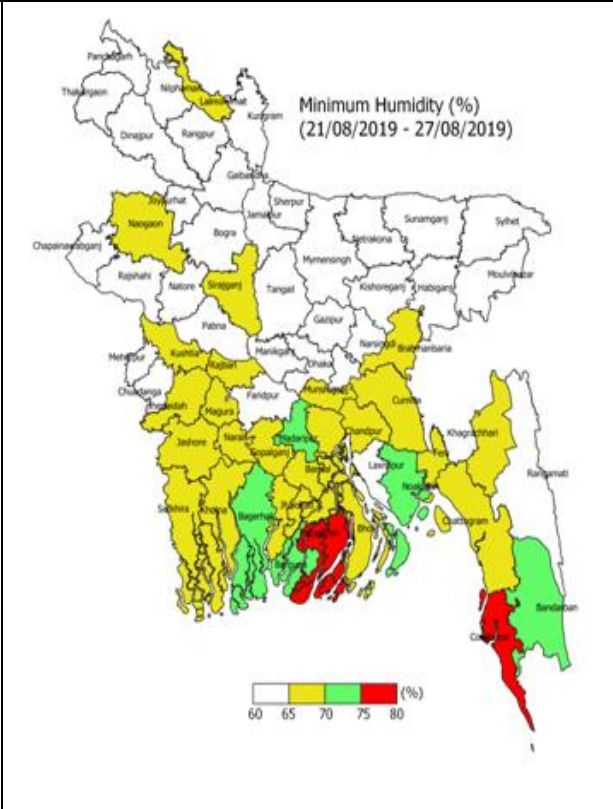 Panchagarh
Thakurgaon
Nilphamari
Lalmonirhat
Kurigram
Minimum Humidity (%)
(21/08/2019 - 27/08/2019)
Dinajpur
Rangpur
Gaibandha
Joypurhat
Sherpur
Jamalpur
Naogaon
Bogra
Netrakona
Sunamganj
Sylhet
Chapainawabganj
Mymensingh
Moulvibazar
Rajshahi
Natore
Sirajganj
Tangail
Kishoreganj
Habiganj
Pabna
Gazipur
Narsingdi
Brahmanbaria
Meherpur
Kushtia
Manikganj
Dhaka
Rajbari
Chuadanga
Faridpur
Jhenaidah
Magura
Munshiganj
Cumilla
Khagrachhari
Jashore
Narail
Madaripur
Chandpur
Gopalganj
Feni
Rangamati
Barisal
Laxmipur
Noakhali
Satkhira
Khulna
Bagerhat
Bhola
Chattogram
Barguna
Bandarban
(%)
60 65 70 75 80